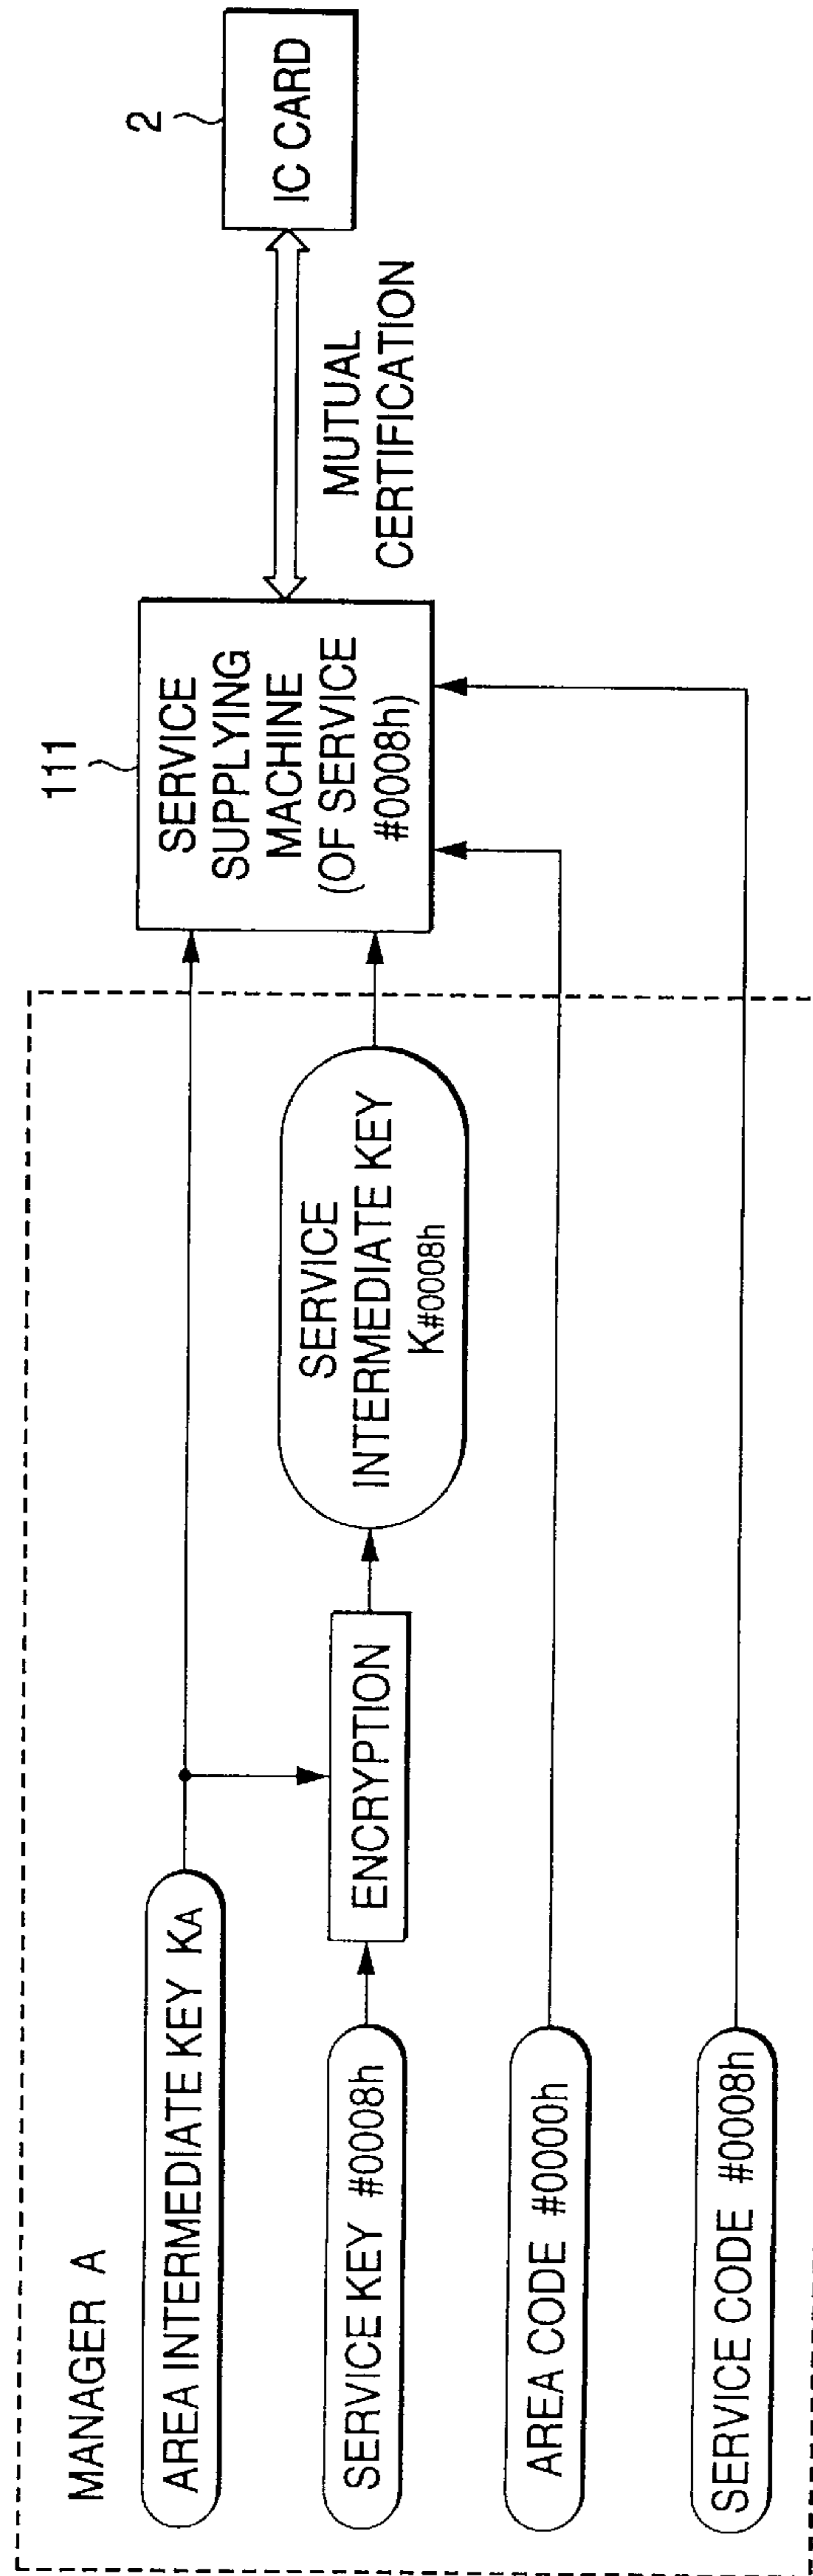 MANAGER A
AREA INTERMEDIATE KEY KA
SERVICE KEY #0008h
AREA CODE #0000h
SERVICE CODE #0008h
ENCRYPTION
SERVICE
INTERMEDIATE KEY
K#0008h
111
SERVICE
SUPPLYING
MACHINE
(OF SERVICE
#0008h)
MUTUAL
CERTIFICATION
2
IC CARD